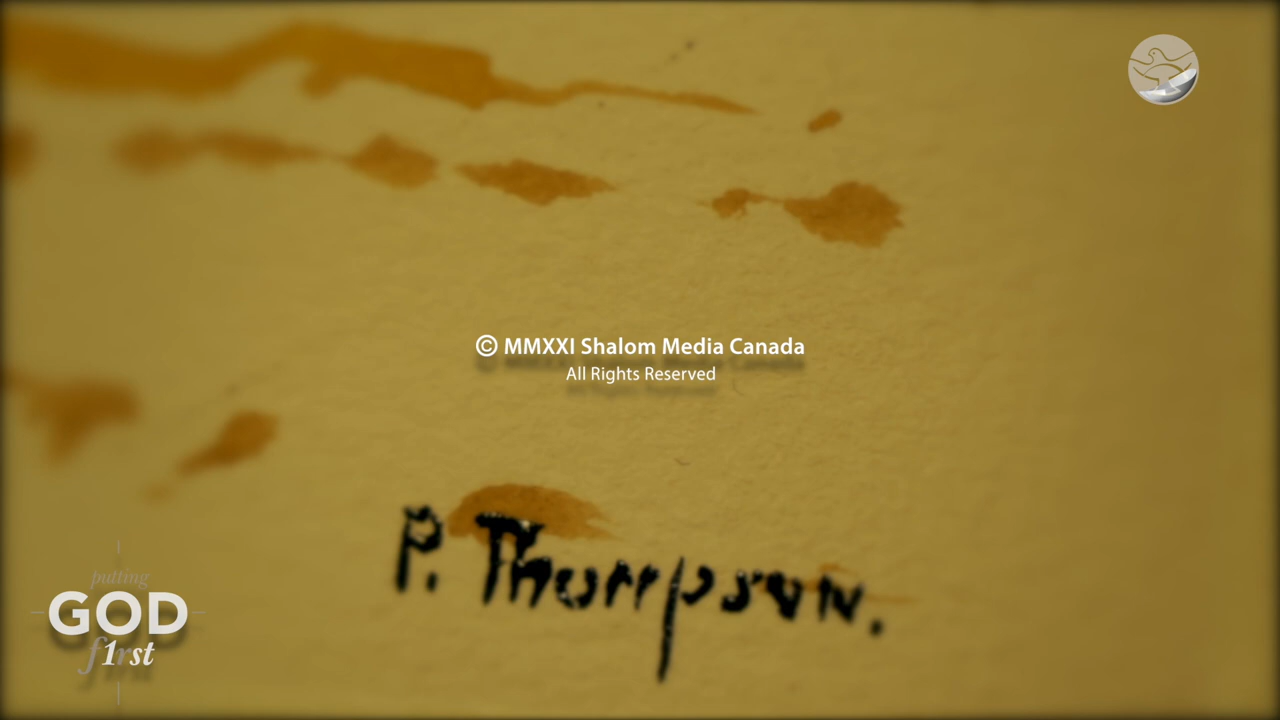 © MMXXI Shalom Media Canada
All Rights Reserved
P. Thompson.
putting
GOD
f1rst